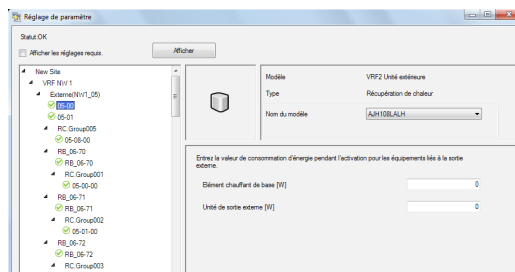 Réglage de paramètre
Statut:OK
Afficher les réglages requis.
Afficher
New Site
VRF N\/\/ 1
Externe(N\/\/1_05)
05-00
05-01
RC.Group005
05-08-00
RB_06-70
RB_06-70
RC.Group001
05-00-00
RB_06-71
RB_06-71
RC.Group002
05-01-00
RB_06-72
RB_06-72
RC.Group003
Modèle VRF2 Unité extérieure
Type Récupération de chaleur
Nom du modèle AJH108LALH
Entrez la valeur de consommation d'énergie pendant l'activation pour les équipements liés à la sortie
externe.
Elément chauffant de base [W] 0
Unité de sortie externe [W] 0